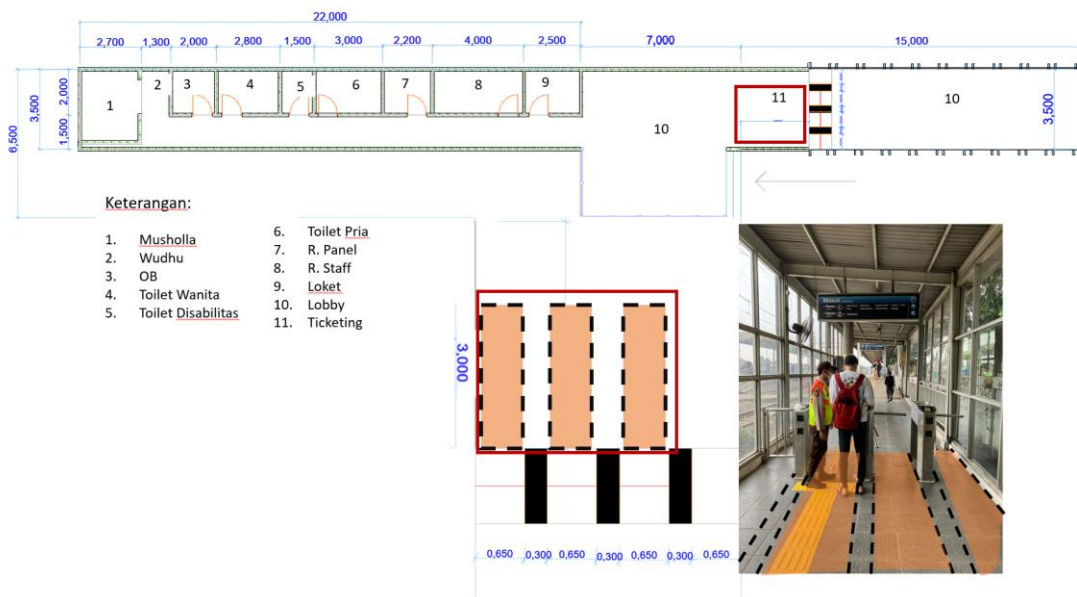 22,000
2,700 1,300 2,000 2,800 1,500 3,000 2,200 4,000 2,500 7,000 15,000
6,500
3,500
2,000
1,500
1 2 3 4 5 6 7 8 9 10 11 10
3,500
Keterangan:
1. Musholla
2. Wudhu
3. OB
4. Toilet Wanita
5. Toilet Disabilitas
6. Toilet Pria
7. R. Panel
8. R. Staff
9. Loket
10. Lobby
11. Ticketing
3,000
0,650 0,300 0,650 0,300 0,650 0,300 0,650
Masuk